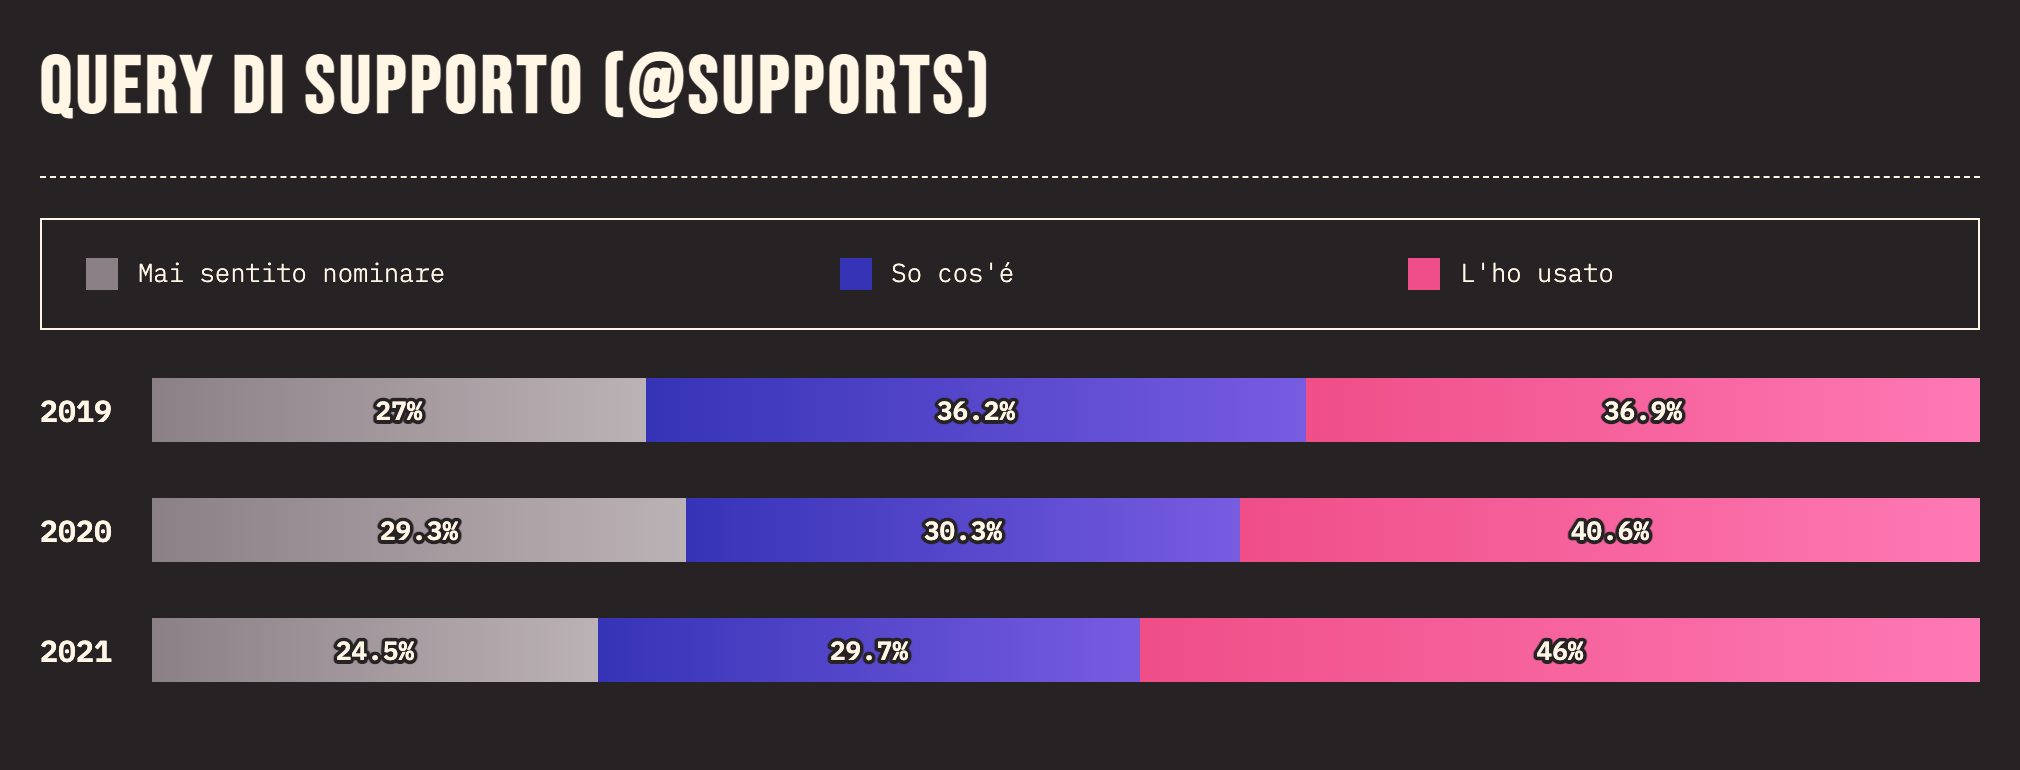 QUERY DI SUPPORTO (@SUPPORTS)
Mai sentito nominare So cos'é L'ho usato
2019 27% 36.2% 36.9%
2020 29.3% 30.3% 40.6%
2021 24.5% 29.7% 46%